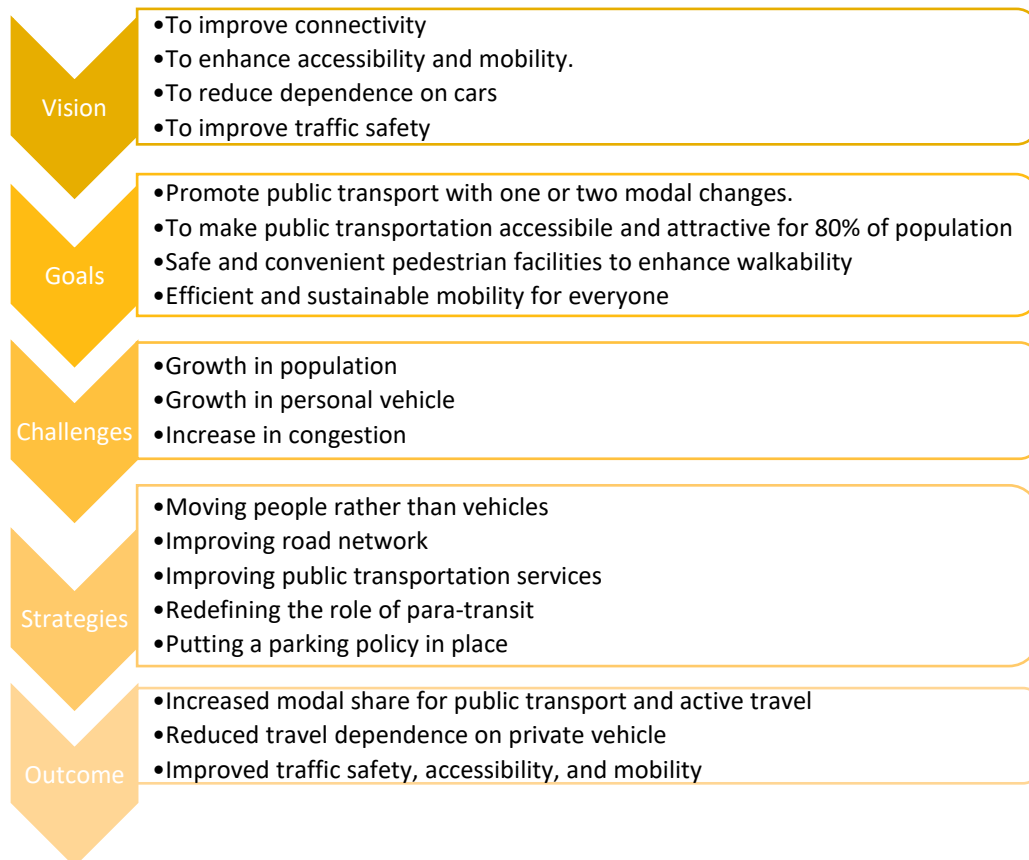 Vision
•To improve connectivity
•To enhance accessibility and mobility.
•To reduce dependence on cars
•To improve traffic safety
Goals
•Promote public transport with one or two modal changes.
•To make public transportation accessibile and attractive for 80% of population
•Safe and convenient pedestrian facilities to enhance walkability
•Efficient and sustainable mobility for everyone
Challenges
•Growth in population
•Growth in personal vehicle
•Increase in congestion
Strategies
•Moving people rather than vehicles
•Improving road network
•Improving public transportation services
•Redefining the role of para-transit
•Putting a parking policy in place
Outcome
•Increased modal share for public transport and active travel
•Reduced travel dependence on private vehicle
•Improved traffic safety, accessibility, and mobility